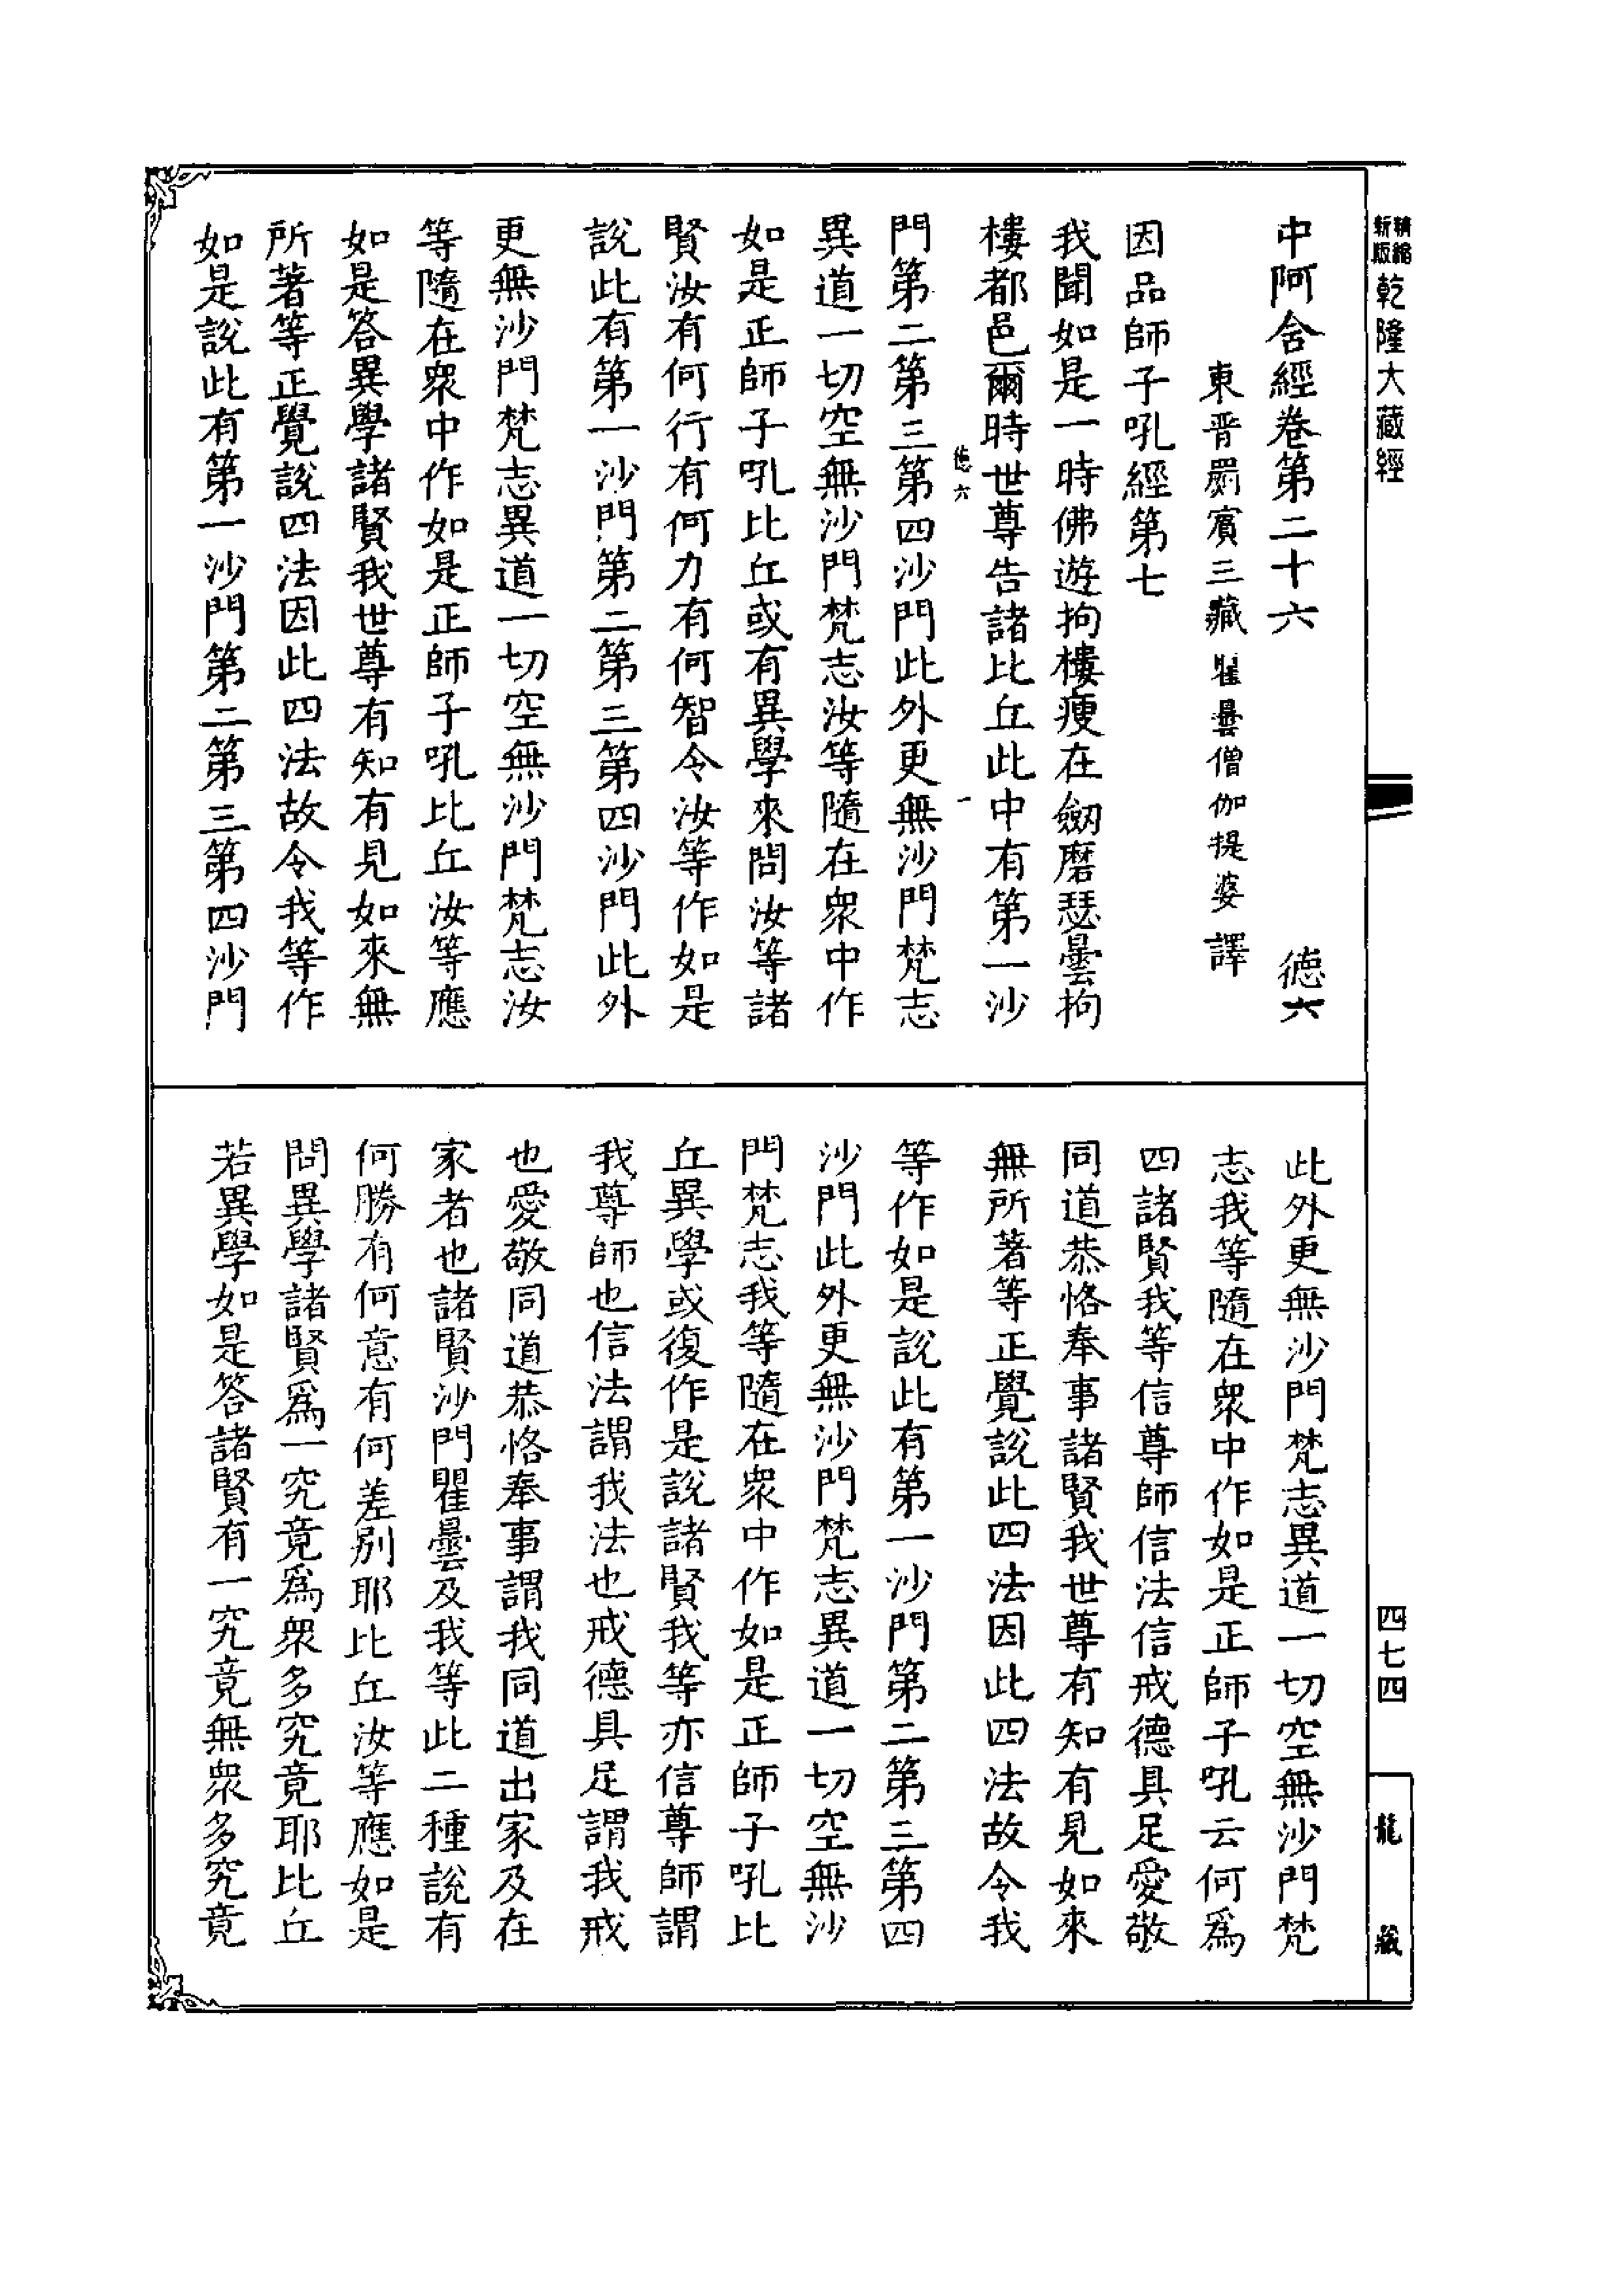 精縮
新版
乾隆大藏經
中阿含經卷第二十六　德六
東晉罽賓三藏瞿曇僧伽提婆譯
因品師子吼經第七
我聞如是一時佛遊拘樓瘦在劒磨瑟曇拘
樓都邑爾時世尊告諸比丘此中有第一沙
德六　一
門第二第三第四沙門此外更無沙門梵志
異道一切空無沙門梵志汝等隨在衆中作
如是正師子吼比丘或有異學來問汝等諸
賢汝有何行有何力有何智令汝等作如是
說此有第一沙門第二第三第四沙門此外
更無沙門梵志異道一切空無沙門梵志汝
等隨在衆中作如是正師子吼比丘汝等應
如是答異學諸賢我世尊有知有見如來無
所著等正覺說四法因此四法故令我等作
如是說此有第一沙門第二第三第四沙門
此外更無沙門梵志異道一切空無沙門梵
志我等隨在衆中作如是正師子吼云何爲
四諸賢我等信尊師信法信戒德具足愛敬
同道恭恪奉事諸賢我世尊有知有見如來
無所著等正覺說此四法因此四法故令我
等作如是說此有第一沙門第二第三第四
沙門此外更無沙門梵志異道一切空無沙
門梵志我等隨在衆中作如是正師子吼比
丘異學或復作是說諸賢我等亦信尊師謂
我尊師也信法謂我法也戒德具足謂我戒
也愛敬同道恭恪奉事謂我同道出家及在
家者也諸賢沙門瞿曇及我等此二種說有
何勝有何意有何差別耶比丘汝等應如是
問異學諸賢爲一究竟爲衆多究竟耶比丘
若異學如是答諸賢有一究竟無衆多究竟
四七四
龍藏